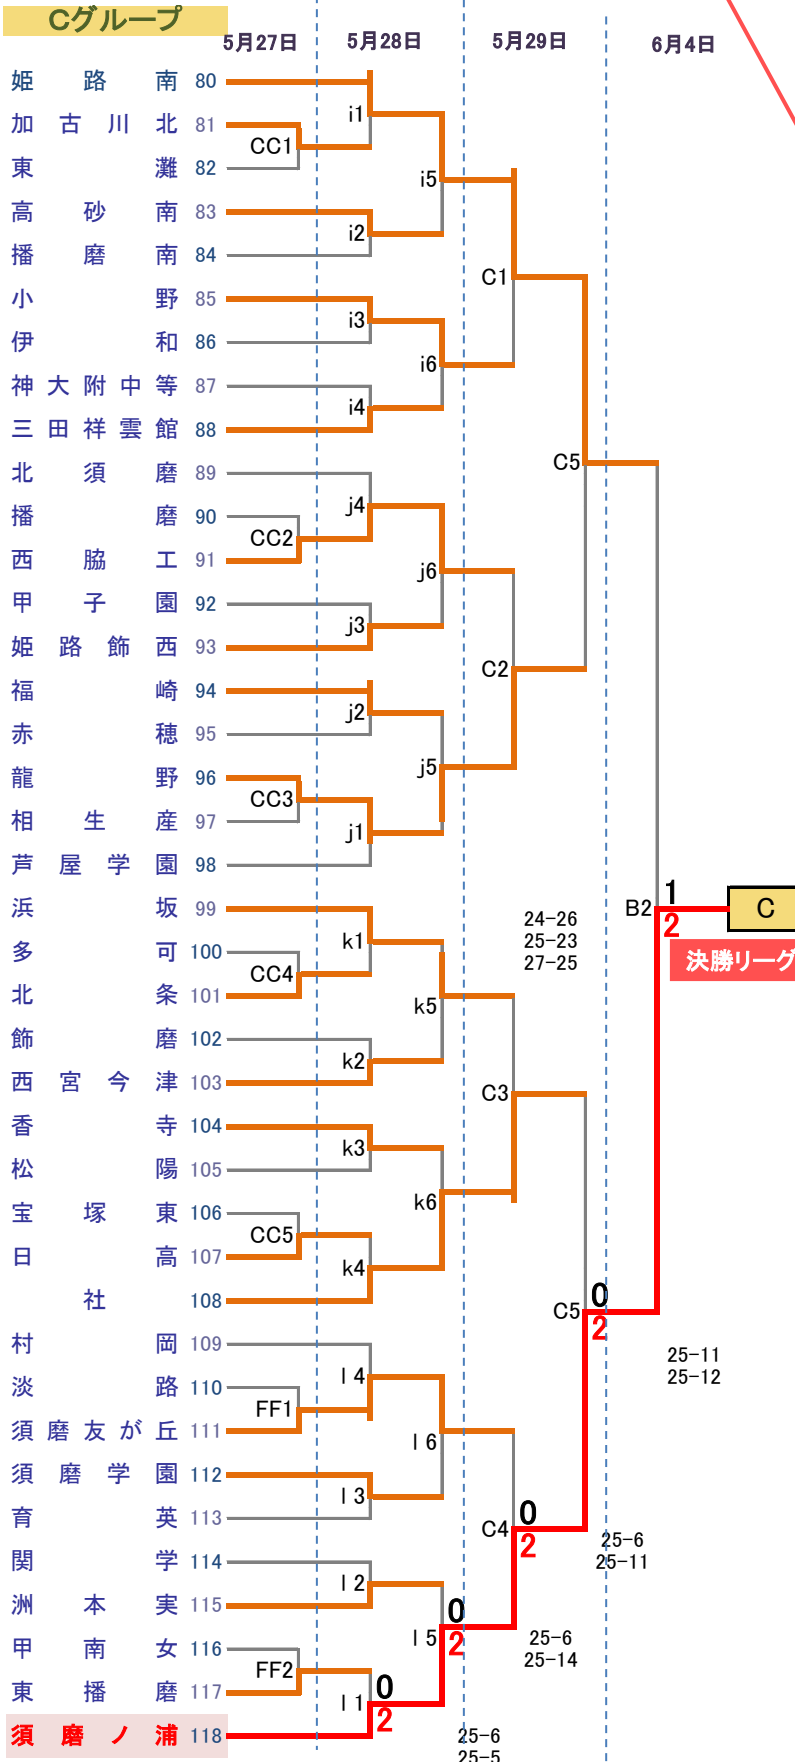 Cグループ
5月27日 5月28日 5月29日 6月4日
姫路南 80
i1
加古川北 81
CC1
東灘 82
i5
高砂南 83
i2
播磨南 84
C1
小野 85
i3
伊和 86
i6
神大附中等 87
i4
三田祥雲館 88
C5
北須磨 89
j4
播磨 90
CC2
西脇工 91
j6
甲子園 92
j3
姫路飾西 93
C2
福崎 94
j2
赤穂 95
j5
龍野 96
CC3
相生産 97
j1
芦屋学園 98
1
浜坂 99
B2
C
24-26
2
k1
25-23
多可 100
決勝リーグ
27-25
CC4
北条 101
k5
飾磨 102
k2
西宮今津 103
C3
香寺 104
k3
松陽 105
k6
宝塚東 106
CC5
日高 107
k4
社 108
0
C5
2
村岡 109
25-11
l 4
25-12
淡路 110
FF1
須磨友が丘 111
l 6
須磨学園 112
l 3
0
育英 113
C4
2
25-6
関学 114
25-11
l 2
洲本実 115
0
l 5
2
25-6
甲南女 116
25-14
FF2
東播磨 117
0
l 1
2
須磨ノ浦 118
25-6
25-5